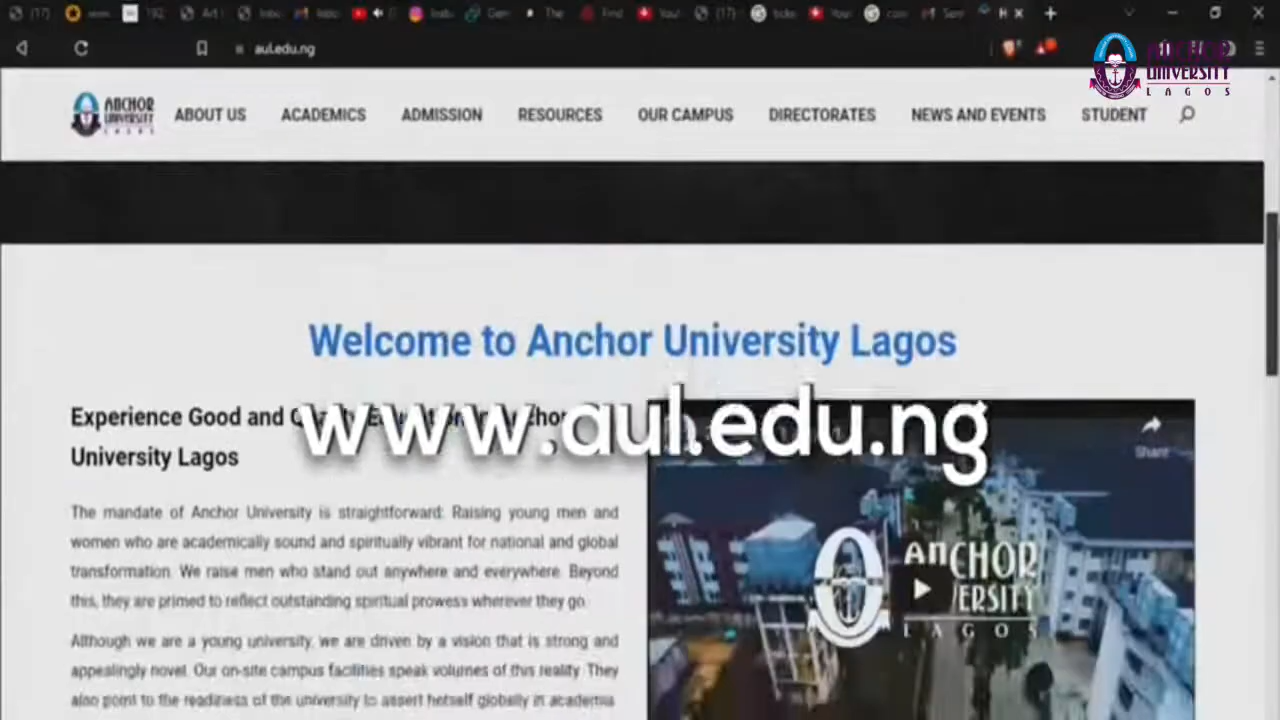 aul.edu.ng
ANCHOR
UNIVERSITY
LAGOS
ANCHOR
UNIVERSITY
LAGOS
ABOUT US
ACADEMICS
ADMISSION
RESOURCES
OUR CAMPUS
DIRECTORATES
NEWS AND EVENTS
STUDENT
Welcome to Anchor University Lagos
www.aul.edu.ng
Experience Good and
University Lagos
The mandate of Anchor University is straightforward: Raising young men and
women who are academically sound and spiritually vibrant for national and global
transformation. We raise men who stand out anywhere and everywhere. Beyond
this, they are primed to reflect outstanding spiritual prowess wherever they go.
Although we are a young university, we are driven by a vision that is strong and
appealingly novel. Our on-site campus facilities speak volumes of this reality. They
also point to the readiness of the university to assert herself globally in academia.
Share
ANCHOR
LAGOS